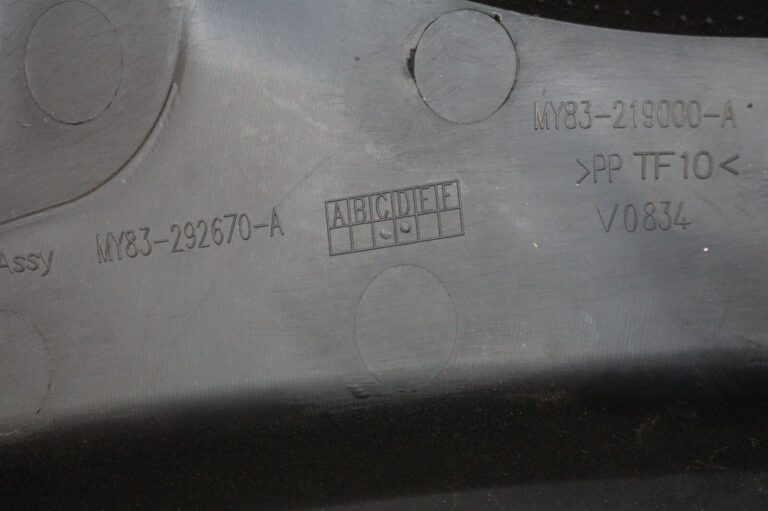 MY83-219000-A
>PP TF10<
V0834
ABCDEF
Assy MY83-292670-A